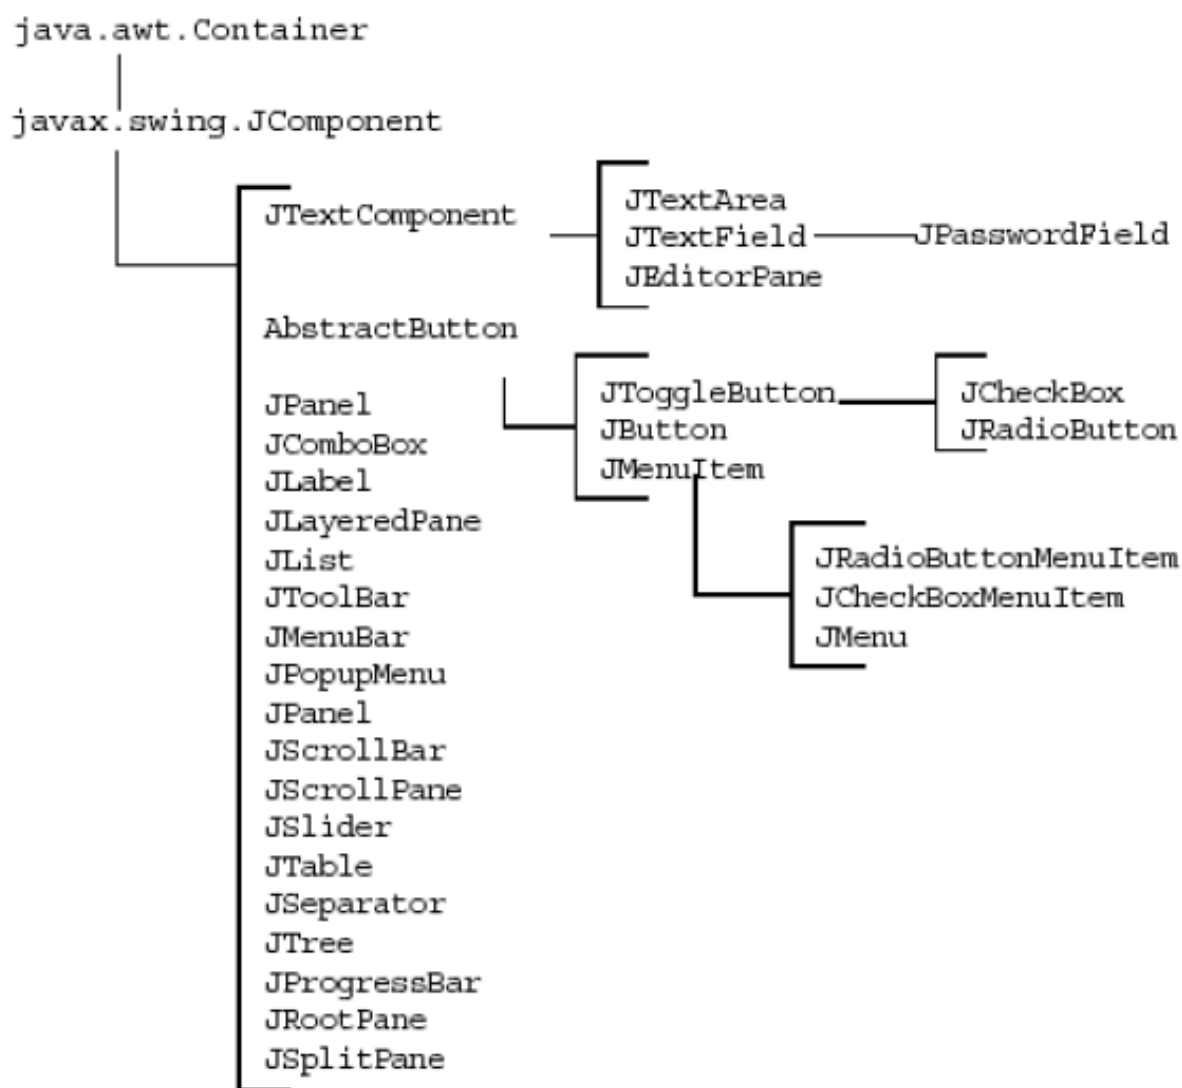 java.awt.Container
javax.swing.JComponent
JTextComponent
JTextArea
JTextField
JEditorPane
JPasswordField
AbstractButton
JToggleButton
JButton
JMenuItem
JCheckBox
JRadioButton
JRadioButtonMenuItem
JCheckBoxMenuItem
JMenu
JPanel
JComboBox
JLabel
JLayeredPane
JList
JToolBar
JMenuBar
JPopupMenu
JPanel
JScrollBar
JScrollPane
JSlider
JTable
JSeparator
JTree
JProgressBar
JRootPane
JSplitPane